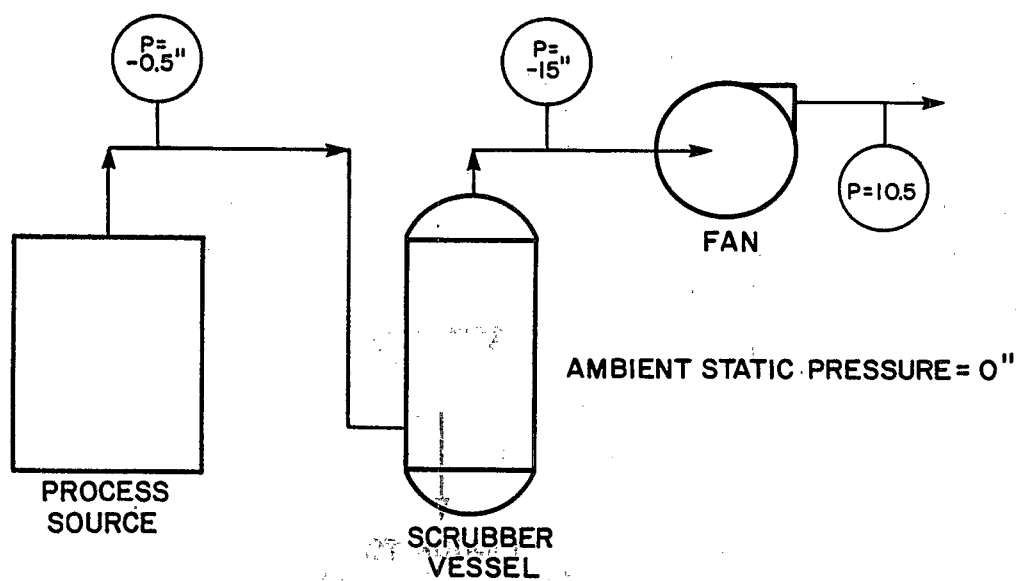 P=
-0.5"
P=
-15"
P=10.5
FAN
AMBIENT STATIC PRESSURE = 0"
PROCESS
SOURCE
SCRUBBER
VESSEL